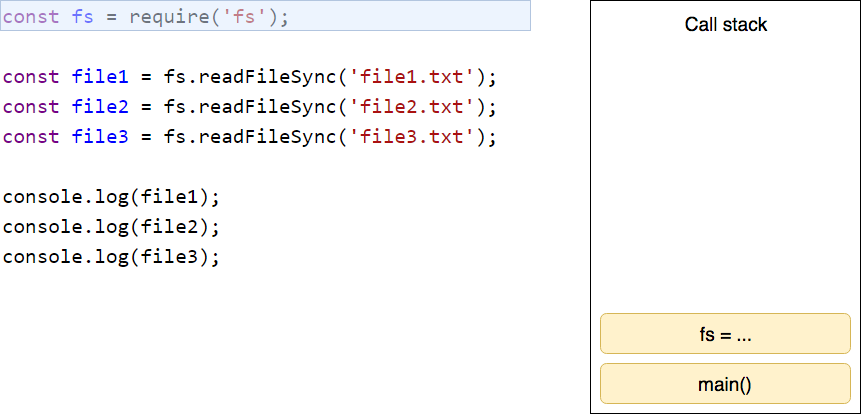 const fs = require('fs');
const file1 = fs.readFileSync('file1.txt');
const file2 = fs.readFileSync('file2.txt');
const file3 = fs.readFileSync('file3.txt');
console.log(file1);
console.log(file2);
console.log(file3);
Call stack
fs = ...
main()